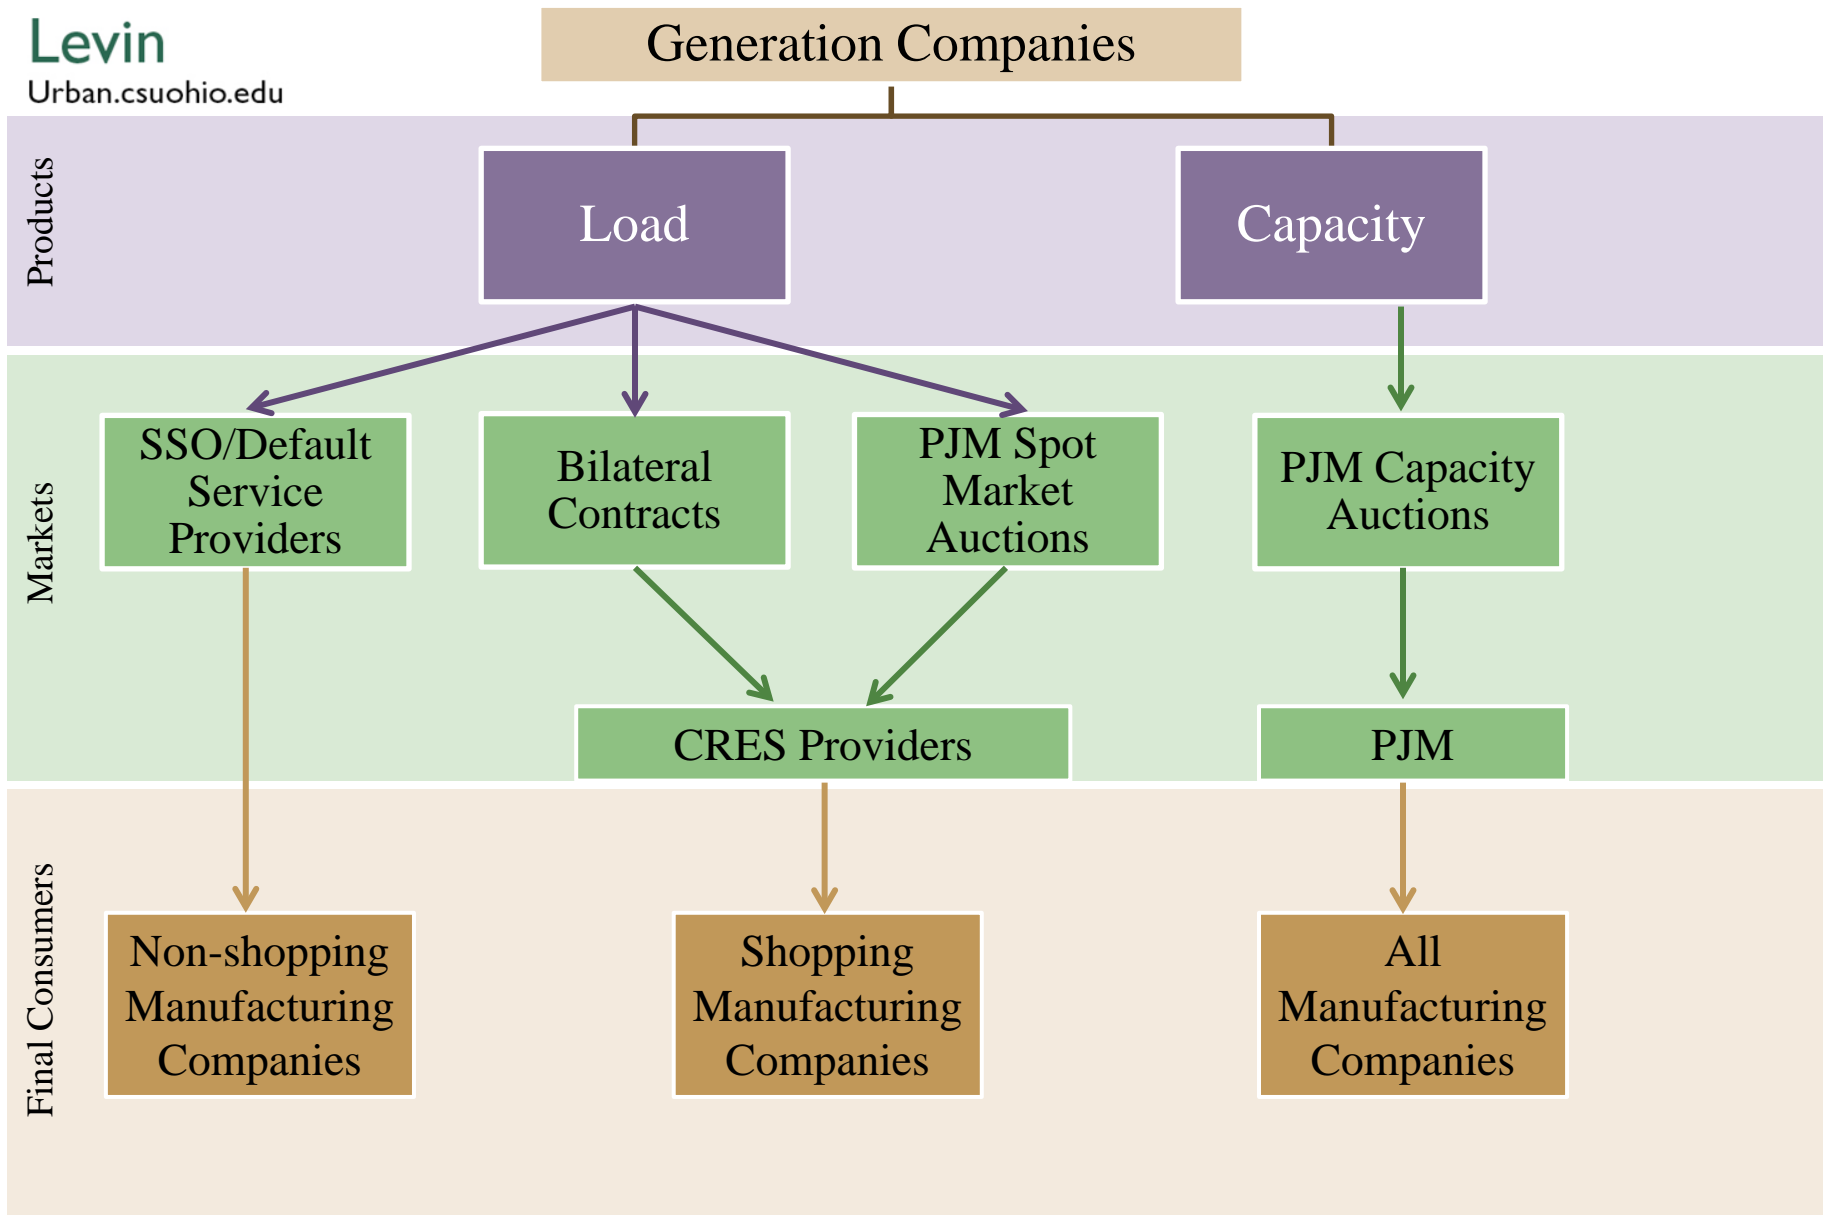 Levin
Urban.csuohio.edu
Generation Companies
Products
Load
Capacity
Markets
SSO/Default
Service
Providers
Bilateral
Contracts
PJM Spot
Market
Auctions
PJM Capacity
Auctions
CRES Providers
PJM
Final Consumers
Non-shopping
Manufacturing
Companies
Shopping
Manufacturing
Companies
All
Manufacturing
Companies